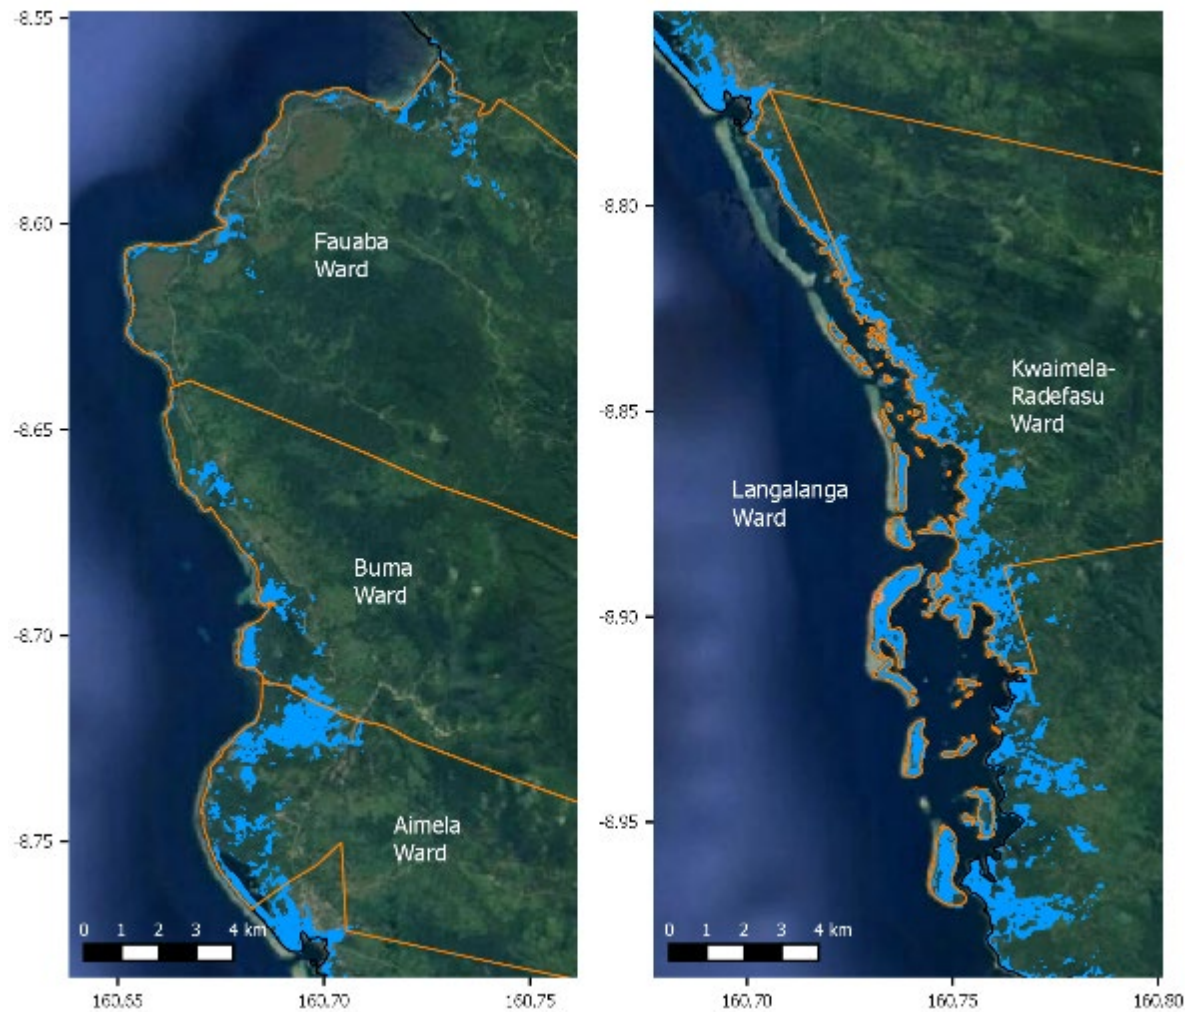 -8.55
-8.60
-8.65
-8.70
-8.75
Fauaba
Ward
Buma
Ward
Aimela
Ward
0 1 2 3 4 km
160.65 160.70 160.75
-8.80
-8.85
-8.90
-8.95
Kwaimela-
Radefasu
Ward
Langalanga
Ward
0 1 2 3 4 km
160.70 160.75 160.80